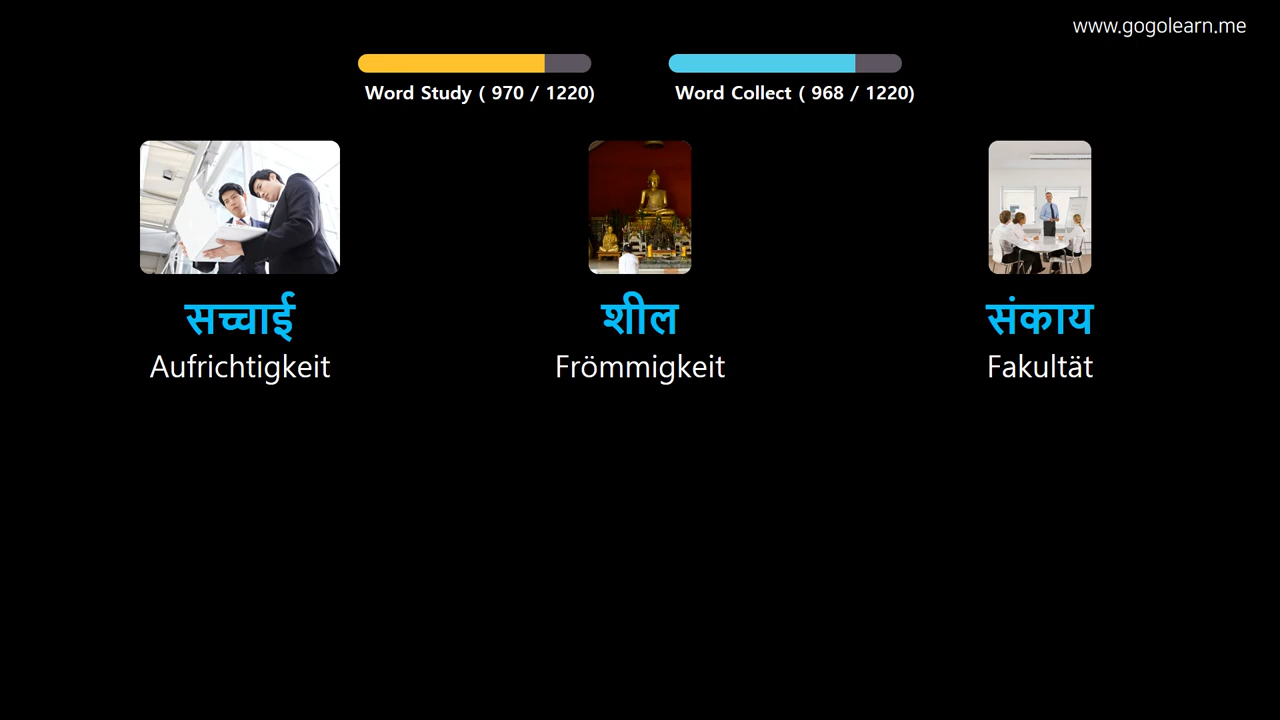 www.gogolearn.me
Word Study ( 970 / 1220)
Word Collect ( 968 / 1220)
सच्चाई
शील
संकाय
Aufrichtigkeit
Frömmigkeit
Fakultät